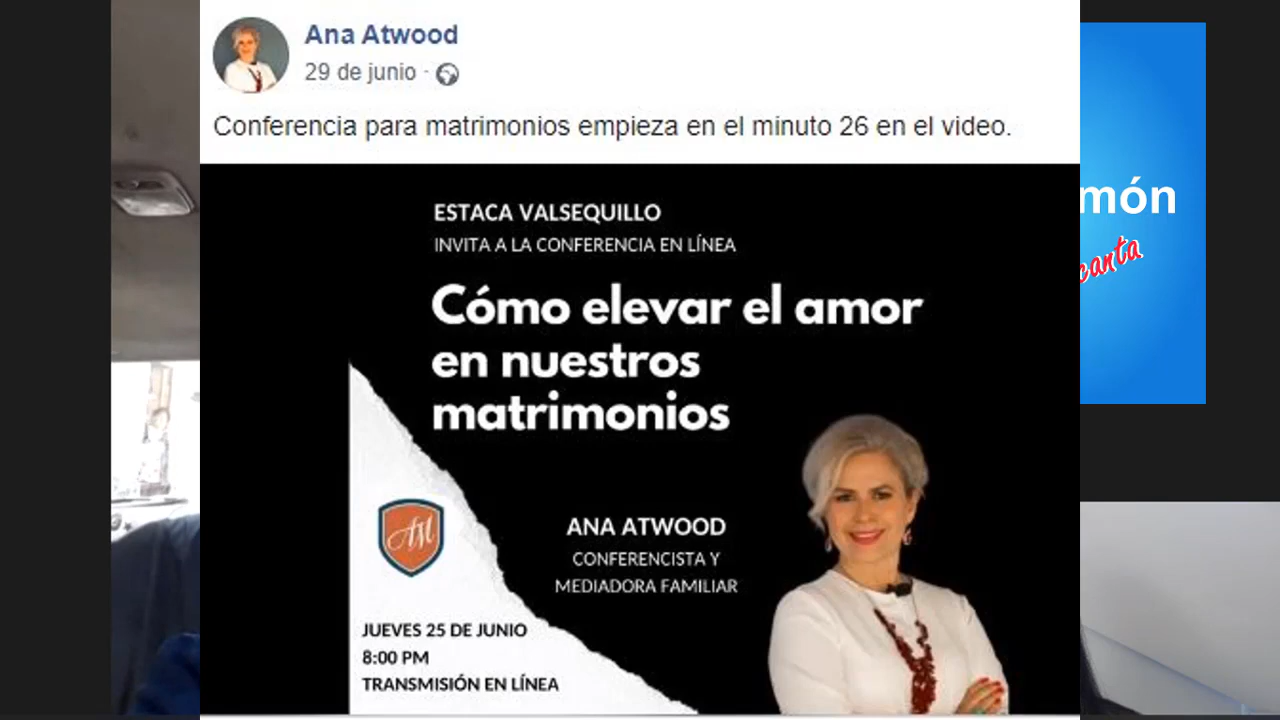 Ana Atwood
29 de junio ·
Conferencia para matrimonios empieza en el minuto 26 en el video.
ESTACA VALSEQUILLO
INVITA A LA CONFERENCIA EN LÍNEA
Cómo elevar el amor
en nuestros
matrimonios
AM
ANA ATWOOD
CONFERENCISTA Y
MEDIADORA FAMILIAR
JUEVES 25 DE JUNIO
8:00 PM
TRANSMISIÓN EN LÍNEA
món
canta